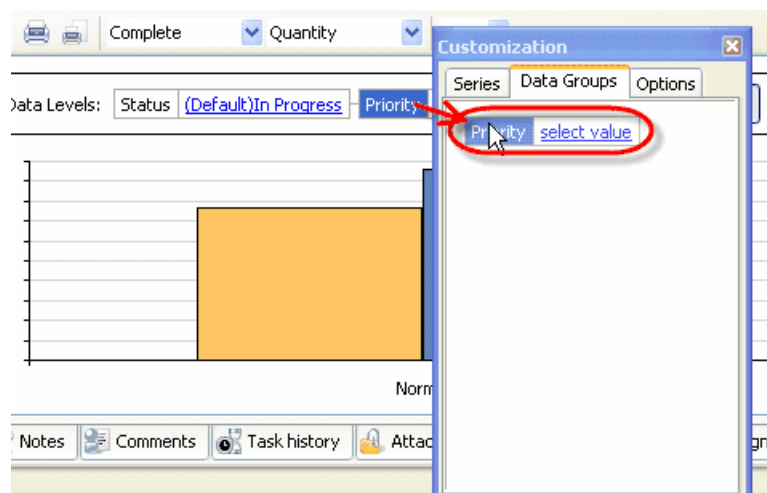 Complete Quantity
Customization
Series Data Groups Options
Data Levels: Status (Default)In Progress Priority
Priority select value
Norm
Notes Comments Task history Attac gn